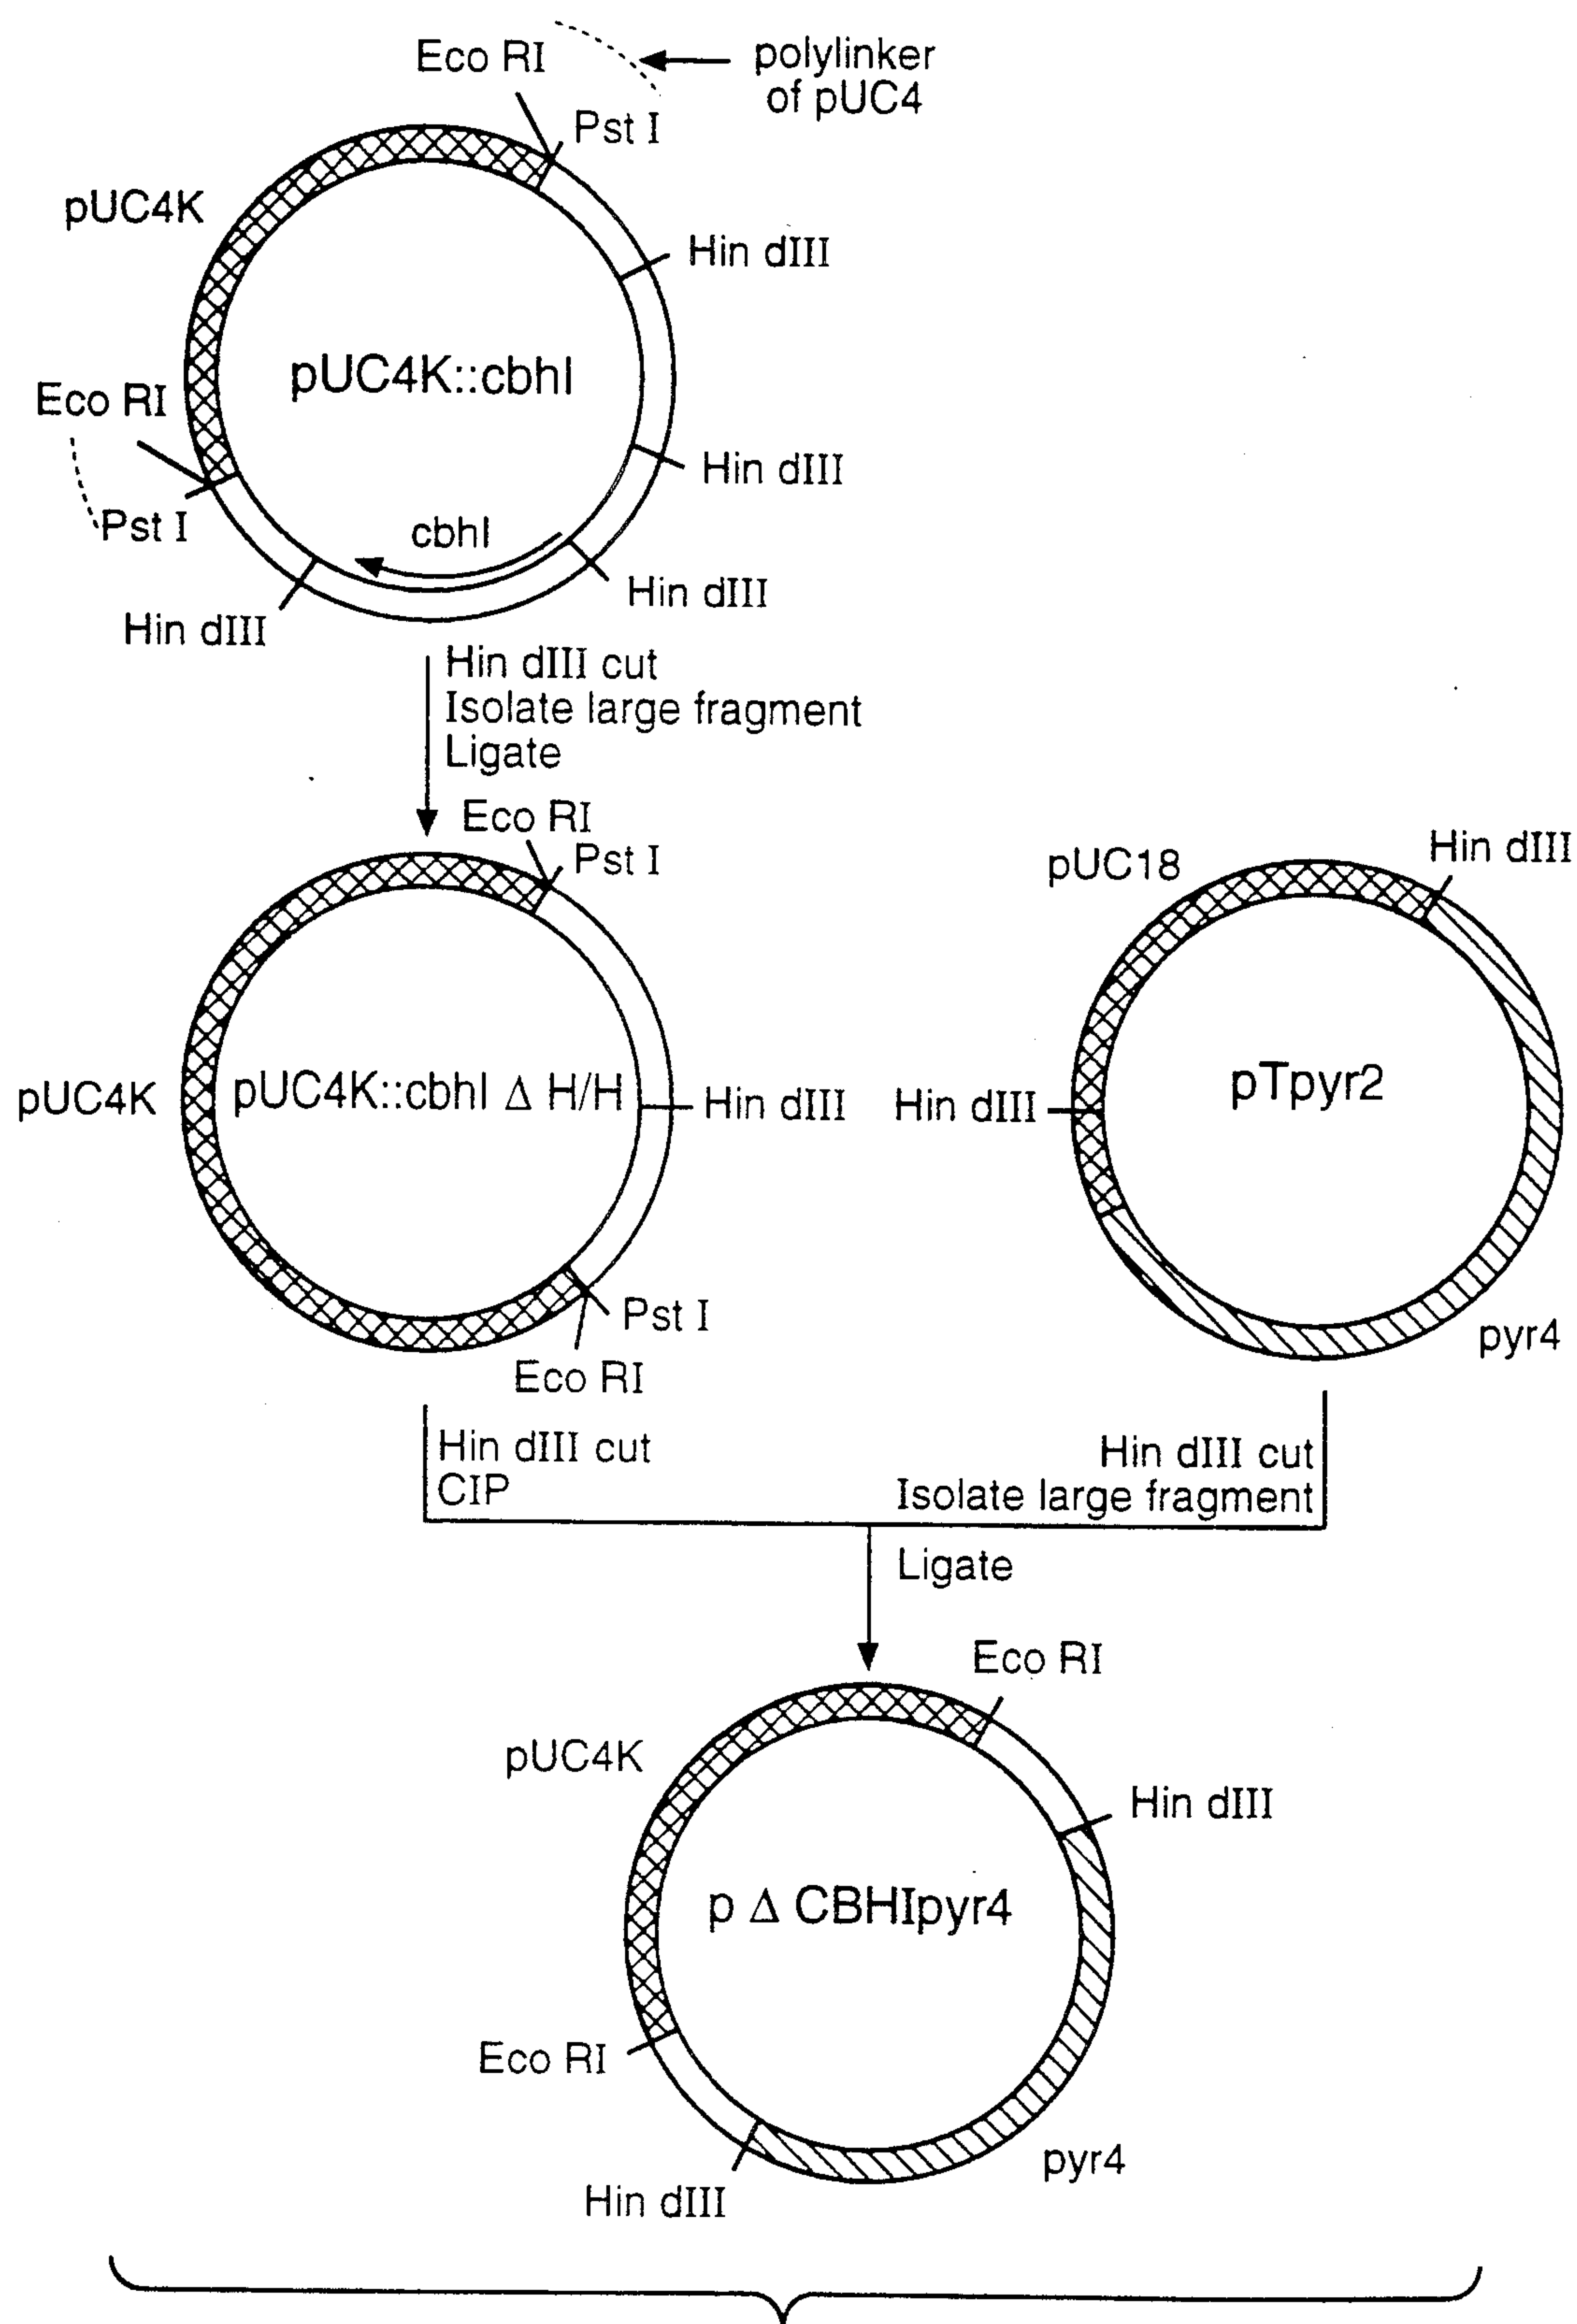 Eco RI
polylinker
of pUC4
Pst I
pUC4K
Hin dIII
pUC4K::cbhI
Eco RI
Hin dIII
Pst I
cbhI
Hin dIII
Hin dIII
Hin dIII cut
Isolate large fragment
Ligate
Eco RI
Pst I
pUC18
Hin dIII
pUC4K
pUC4K::cbhI Δ H/H
Hin dIII
Hin dIII
pTpyr2
Pst I
Eco RI
pyr4
Hin dIII cut
CIP
Hin dIII cut
Isolate large fragment
Ligate
Eco RI
pUC4K
Hin dIII
p Δ CBHIpyr4
Eco RI
pyr4
Hin dIII